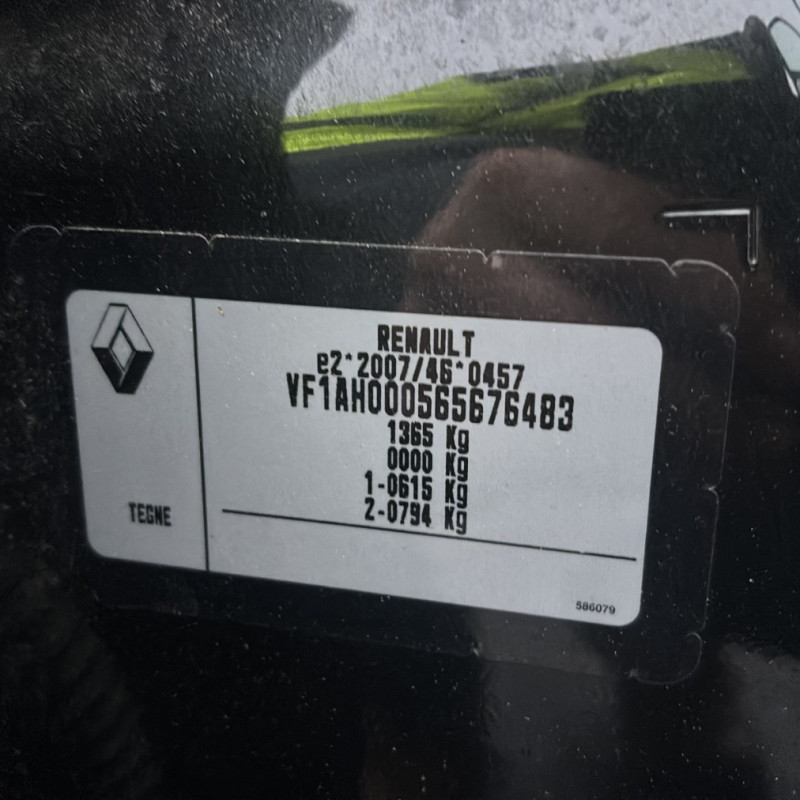 RENAULT
e2*2007/46*0457
VF1AH000565676483
1365 Kg
0000 Kg
1-0615 Kg
2-0794 Kg
TEGNE
586079